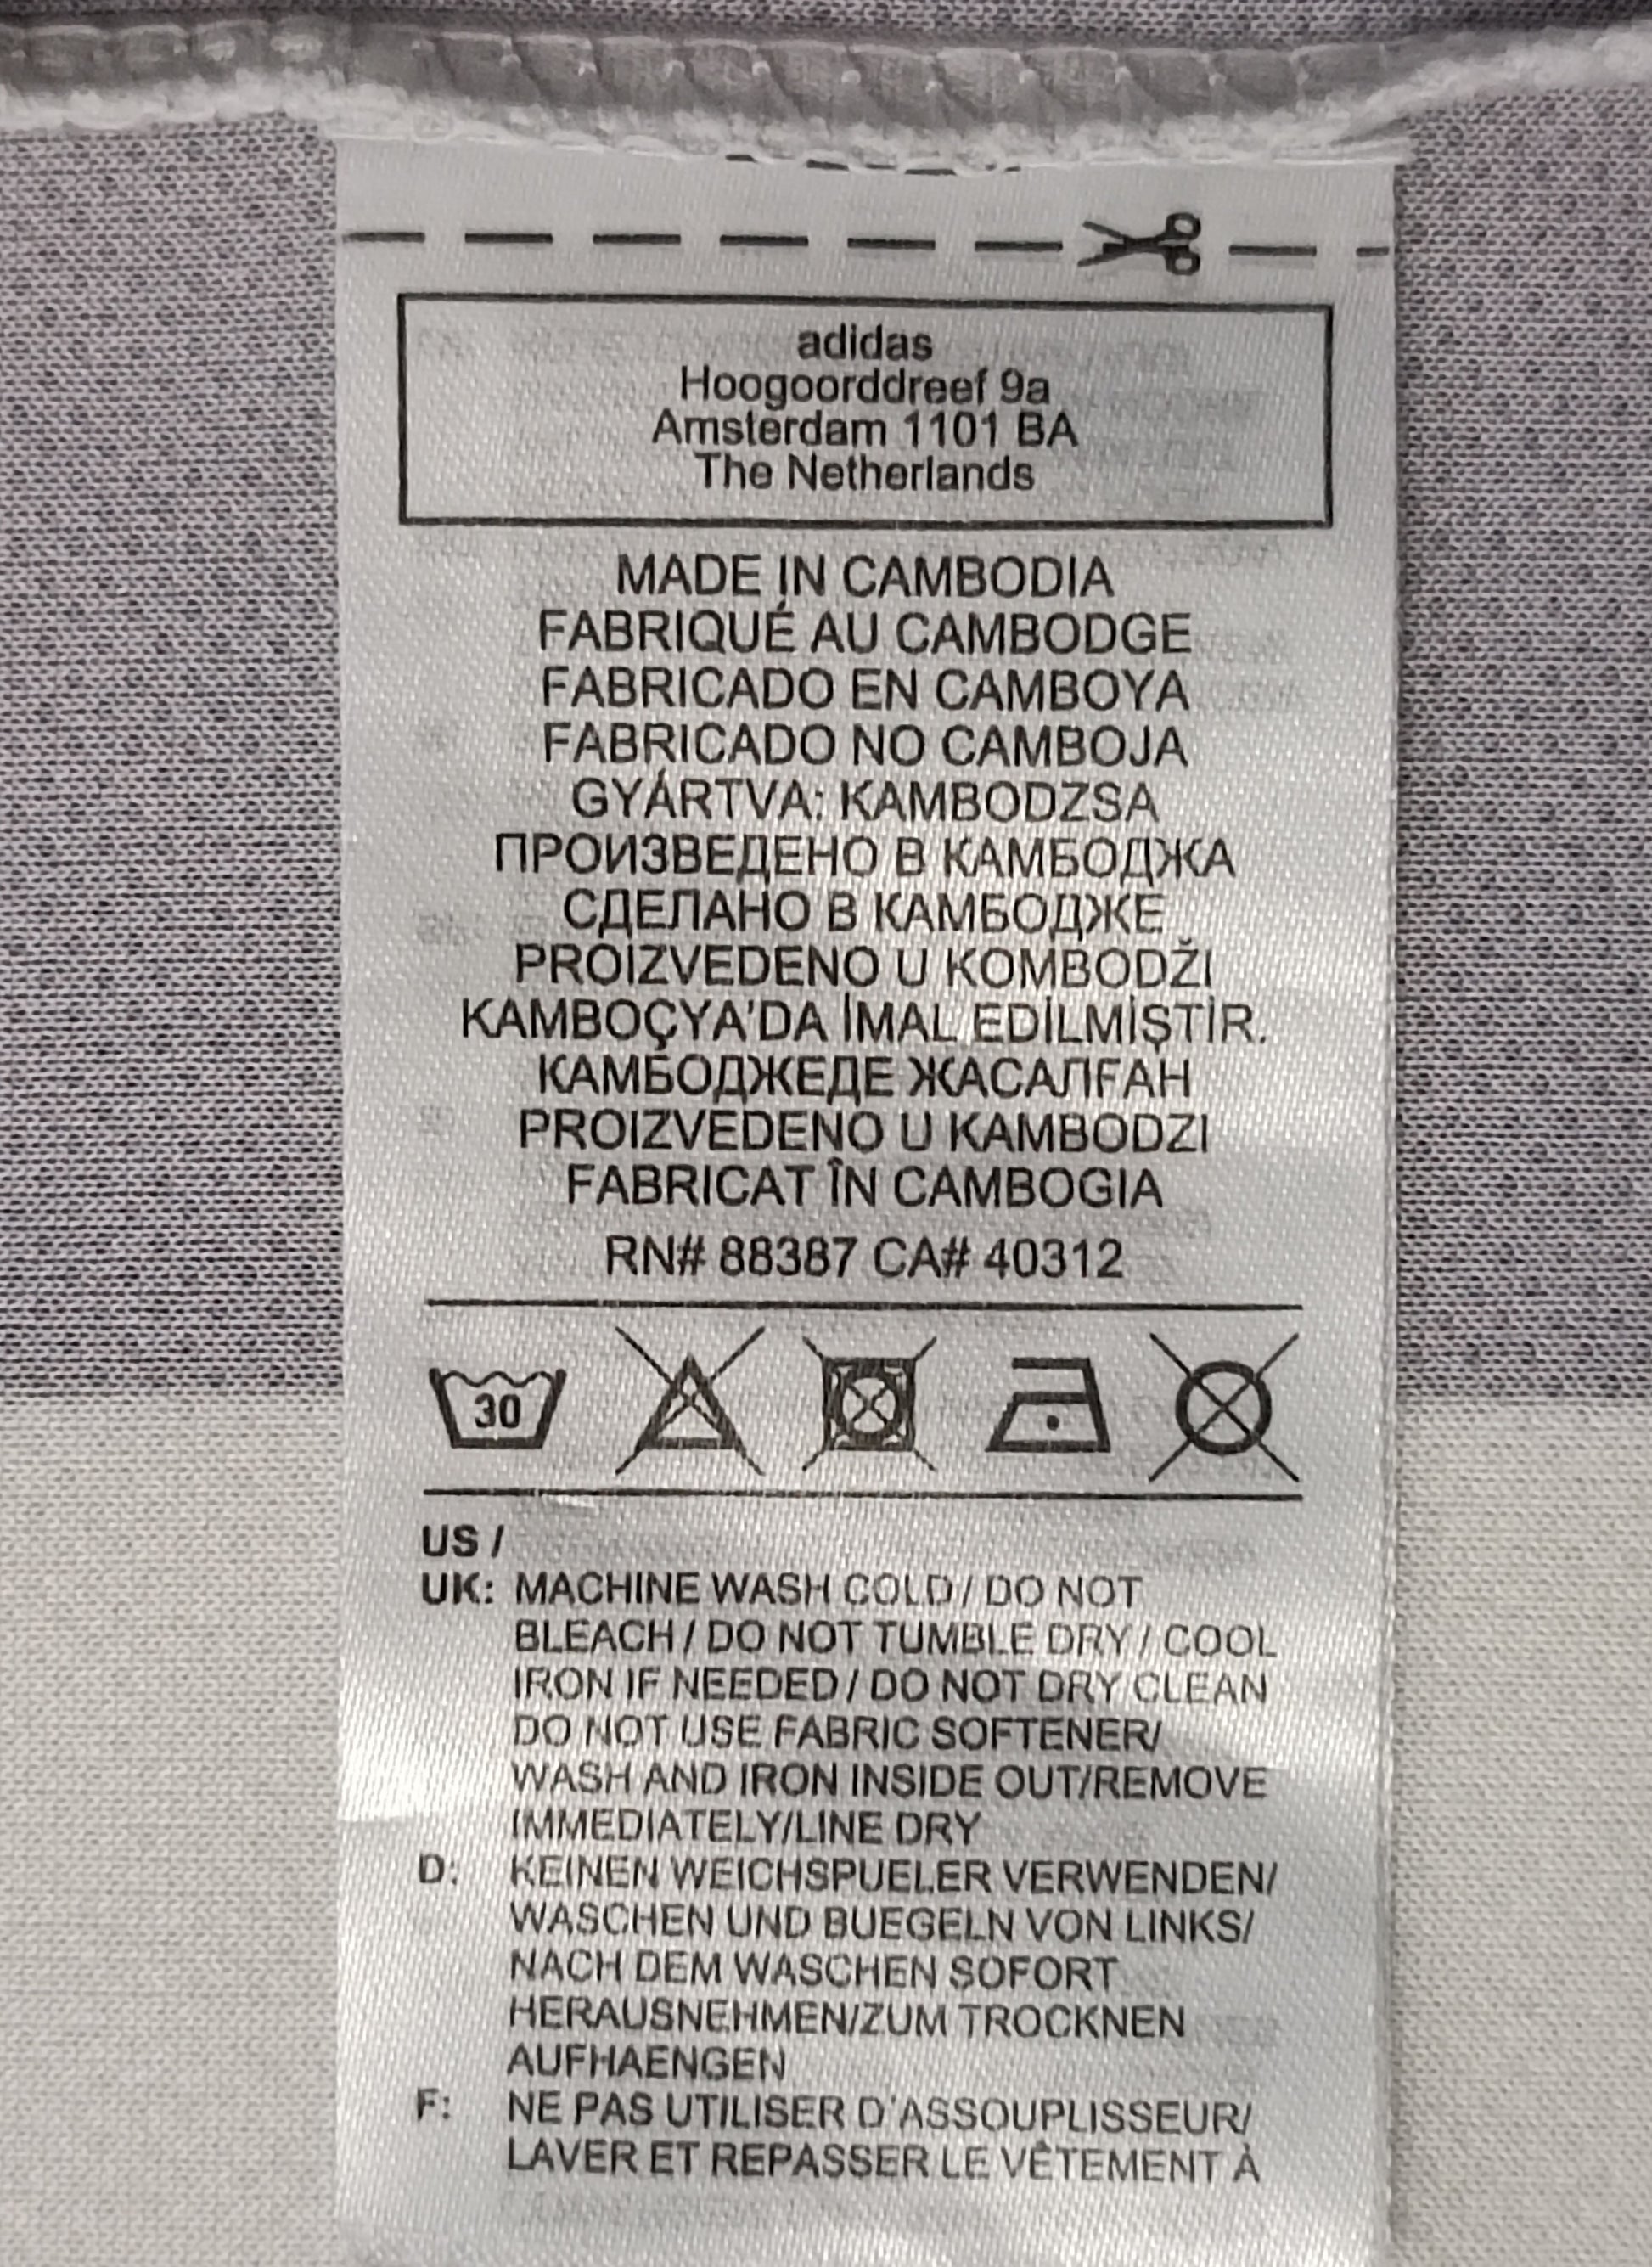 adidas
Hoogoorddreef 9a
Amsterdam 1101 BA
The Netherlands
MADE IN CAMBODIA
FABRIQUÉ AU CAMBODGE
FABRICADO EN CAMBOYA
FABRICADO NO CAMBOJA
GYÁRTVA: KAMBODZSA
ПРОИЗВЕДЕНО В КАМБОДЖА
СДЕЛАНО В КАМБОДЖЕ
PROIZVEDENO U KOMBODŽI
KAMBOÇYA'DA İMAL EDİLMİŞTİR.
КАМБОДЖЕДЕ ЖАСАЛҒАН
PROIZVEDENO U KAMBODZI
FABRICAT ÎN CAMBOGIA
RN# 88387 CA# 40312
30
US /
UK: MACHINE WASH COLD / DO NOT
BLEACH / DO NOT TUMBLE DRY / COOL
IRON IF NEEDED / DO NOT DRY CLEAN
DO NOT USE FABRIC SOFTENER/
WASH AND IRON INSIDE OUT/REMOVE
IMMEDIATELY/LINE DRY
D: KEINEN WEICHSPUELER VERWENDEN/
WASCHEN UND BUEGELN VON LINKS/
NACH DEM WASCHEN SOFORT
HERAUSNEHMEN/ZUM TROCKNEN
AUFHAENGEN
F: NE PAS UTILISER D'ASSOUPLISSEUR/
LAVER ET REPASSER LE VÊTEMENT À